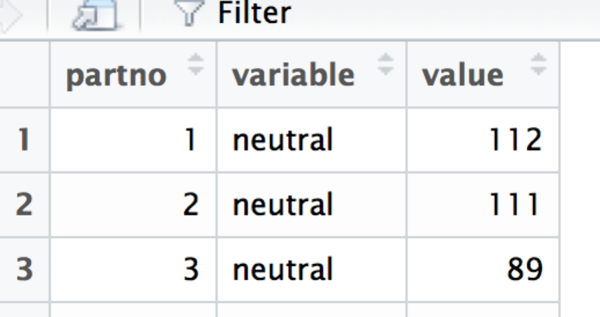 Filter
partno variable value
1 1 neutral 112
2 2 neutral 111
3 3 neutral 89